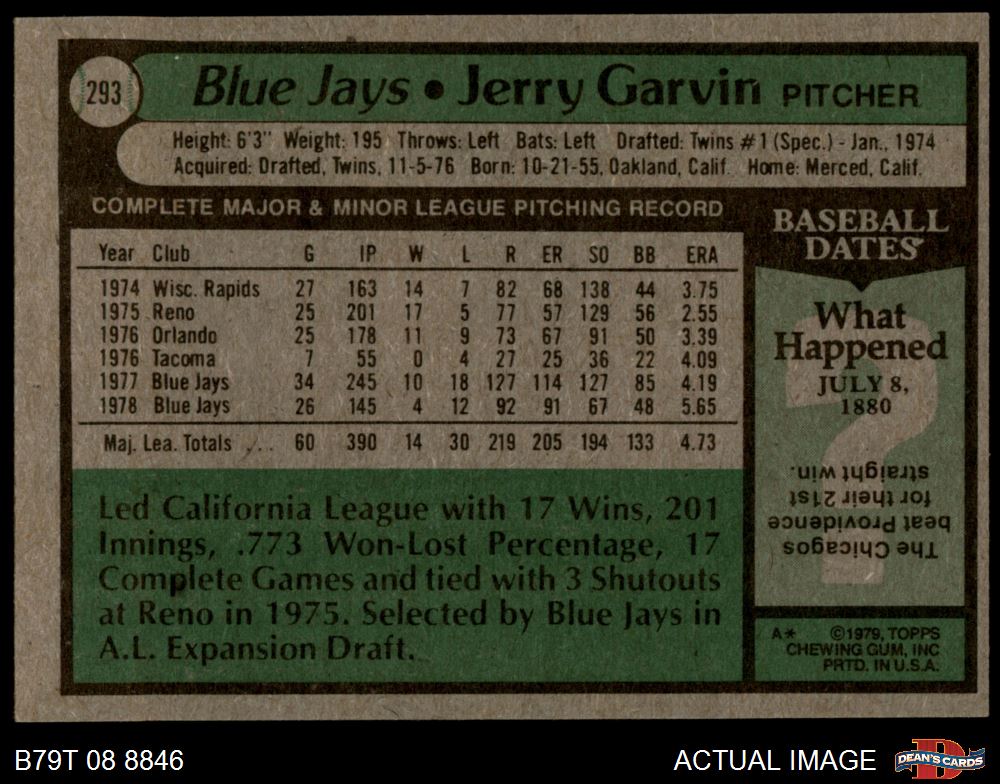 293 Blue Jays • Jerry Garvin PITCHER
Height: 6'3" Weight: 195 Throws: Left Bats: Left Drafted: Twins #1 (Spec.) - Jan., 1974
Acquired: Drafted, Twins, 11-5-76 Born: 10-21-55, Oakland, Calif. Home: Merced, Calif.
COMPLETE MAJOR & MINOR LEAGUE PITCHING RECORD
Year Club G IP W L R ER SO BB ERA
1974 Wisc. Rapids 27 163 14 7 82 68 138 44 3.75
1975 Reno 25 201 17 5 77 57 129 56 2.55
1976 Orlando 25 178 11 9 73 67 91 50 3.39
1976 Tacoma 7 55 0 4 27 25 36 22 4.09
1977 Blue Jays 34 245 10 18 127 114 127 85 4.19
1978 Blue Jays 26 145 4 12 92 91 67 48 5.65
Maj. Lea. Totals ... 60 390 14 30 219 205 194 133 4.73
Led California League with 17 Wins, 201
Innings, .773 Won-Lost Percentage, 17
Complete Games and tied with 3 Shutouts
at Reno in 1975. Selected by Blue Jays in
A.L. Expansion Draft.
BASEBALL
DATES
What
Happened
JULY 8,
1880
?
The Chicagos
beat Providence
for their 21st
straight win.
A* ©1979, TOPPS
CHEWING GUM, INC
PRTD. IN U.S.A.
B79T 08 8846
ACTUAL IMAGE
D
DEAN'S CARDS